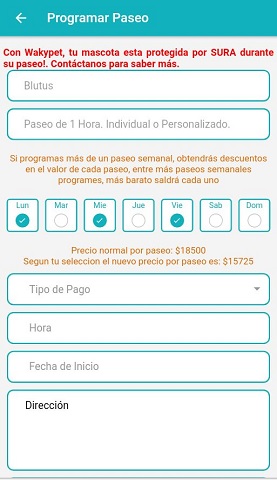 Programar Paseo
Con Wakypet, tu mascota esta protegida por SURA durante
su paseo!. Contáctanos para saber más.
Blutus
Paseo de 1 Hora. Individual o Personalizado.
Si programas más de un paseo semanal, obtendrás descuentos
en el valor de cada paseo, entre más paseos semanales
programes, más barato saldrá cada uno
Lun Mar Mie Jue Vie Sab Dom
Precio normal por paseo: $18500
Segun tu seleccion el nuevo precio por paseo es: $15725
Tipo de Pago
Hora
Fecha de Inicio
Dirección